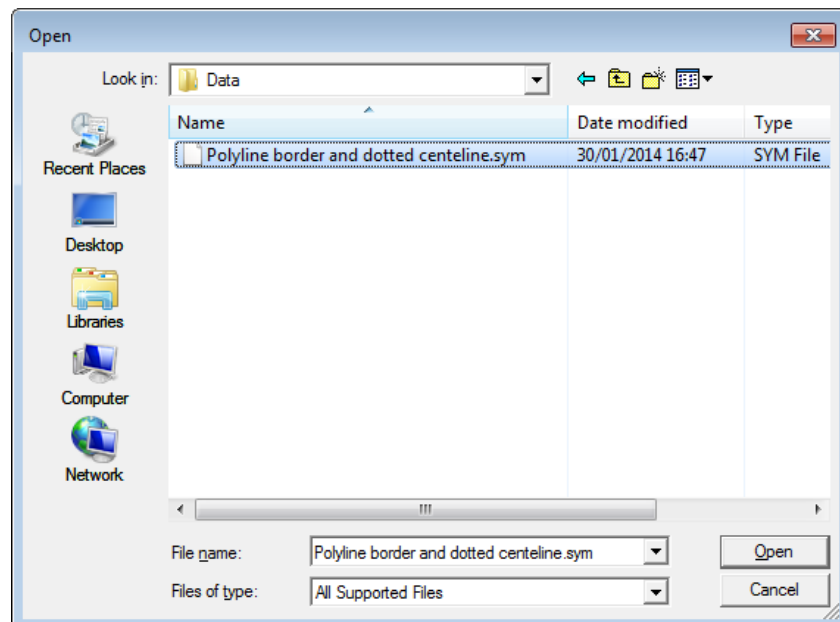 Open
Look in: Data
Name Date modified Type
Polyline border and dotted centeline.sym 30/01/2014 16:47 SYM File
Recent Places
Desktop
Libraries
Computer
Network
File name: Polyline border and dotted centeline.sym Open
Files of type: All Supported Files Cancel